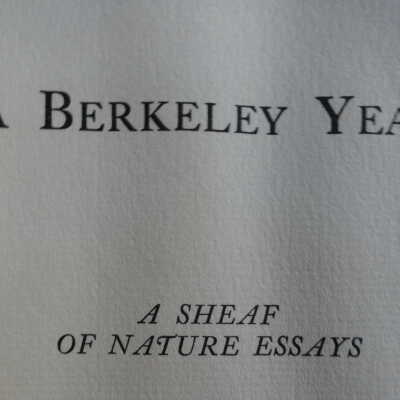 A BERKELEY YEA
A SHEAF
OF NATURE ESSAYS